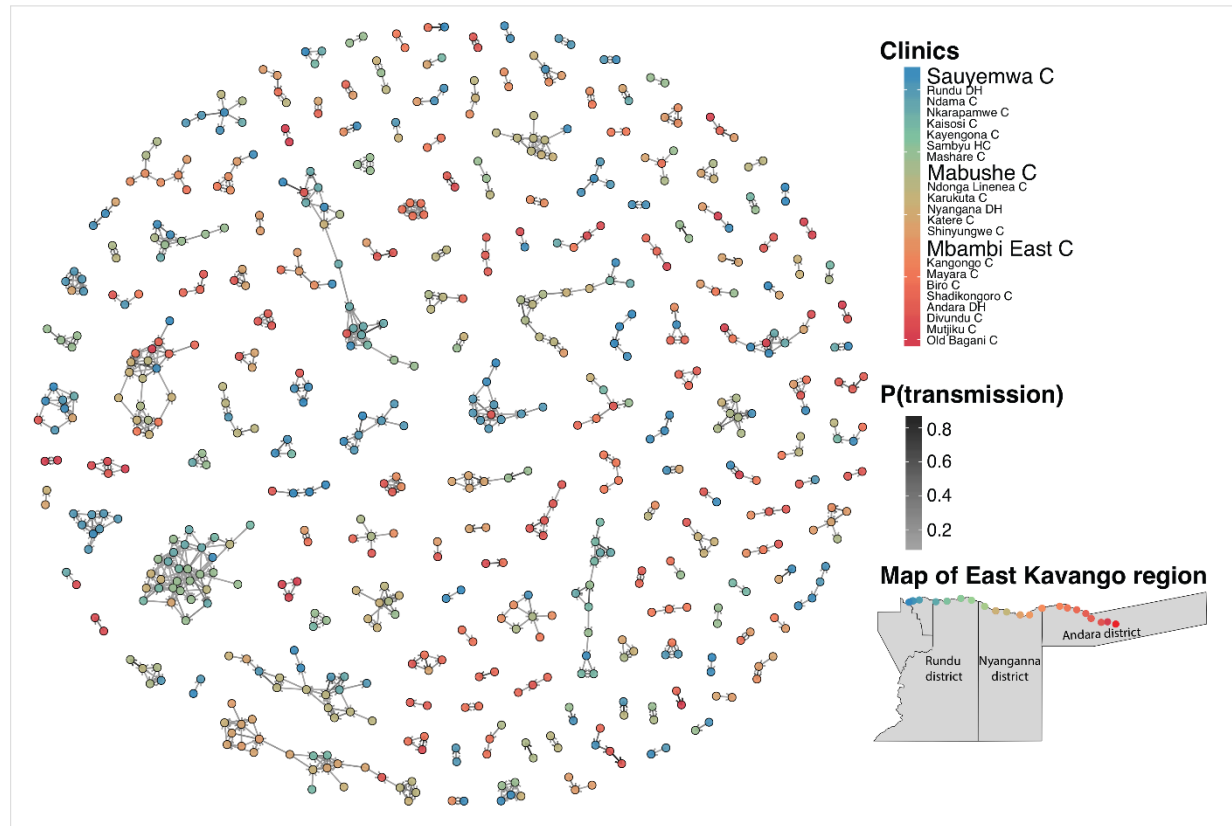 Clinics
Sauyemwa C
Rundu DH
Ndama C
Nkarapamwe C
Kaisosi C
Kayengona C
Sambyu HC
Mashare C
Mabushe C
Ndonga Linenea C
Karukuta C
Nyangana DH
Katere C
Shinyungwe C
Mbambi East C
Kangongo C
Mayara C
Biro C
Shadikongoro C
Andara DH
Divundu C
Mutjiku C
Old Bagani C
P(transmission)
0.8
0.6
0.4
0.2
Map of East Kavango region
Andara district
Rundu
district
Nyanganna
district